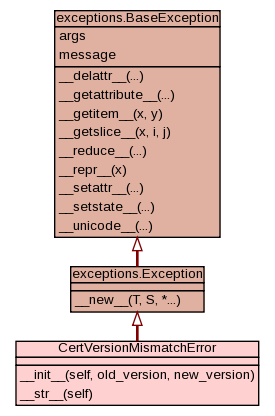 exceptions.BaseException
args
message
__delattr__(...)
__getattribute__(...)
__getitem__(x, y)
__getslice__(x, i, j)
__reduce__(...)
__repr__(x)
__setattr__(...)
__setstate__(...)
__unicode__(...)
exceptions.Exception
__new__(T, S, *...)
CertVersionMismatchError
__init__(self, old_version, new_version)
__str__(self)